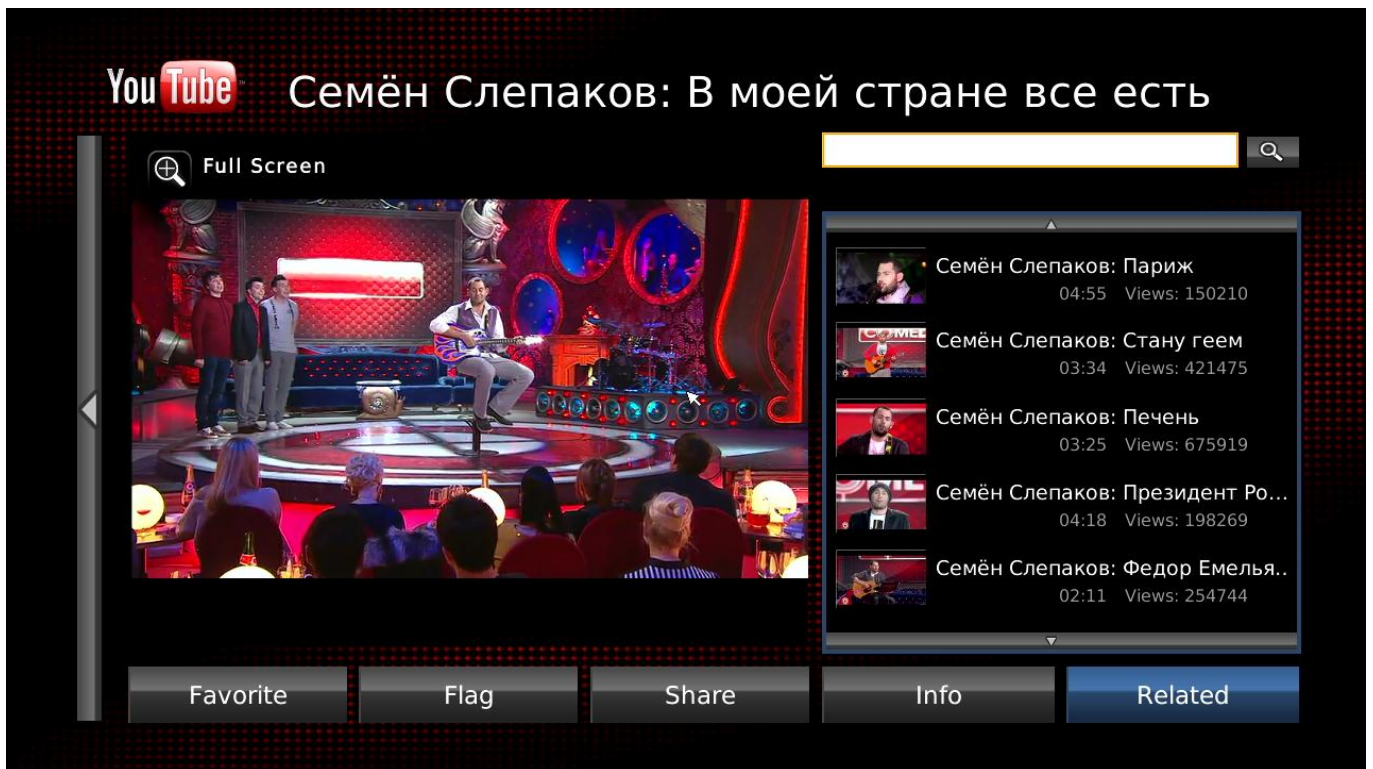 YouTube
Семён Слепаков: В моей стране все есть
Full Screen
Семён Слепаков: Париж
04:55 Views: 150210
Семён Слепаков: Стану геем
03:34 Views: 421475
Семён Слепаков: Печень
03:25 Views: 675919
Семён Слепаков: Президент Ро...
04:18 Views: 198269
Семён Слепаков: Федор Емелья..
02:11 Views: 254744
Favorite
Flag
Share
Info
Related